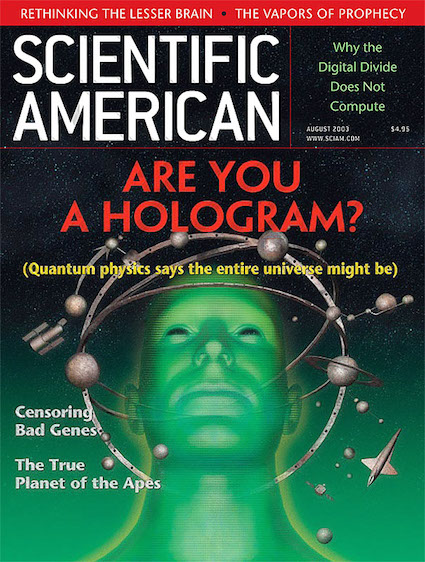 RETHINKING THE LESSER BRAIN • THE VAPORS OF PROPHECY
SCIENTIFIC
AMERICAN
Why the
Digital Divide
Does Not
Compute
AUGUST 2003 $4.95
WWW.SCIAM.COM
ARE YOU
A HOLOGRAM?
(Quantum physics says the entire universe might be)
Censoring
Bad Genes
The True
Planet of the Apes